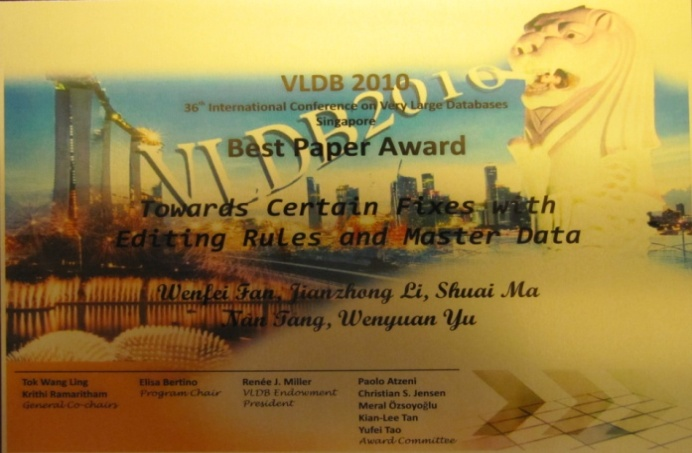 VLDB 2010
36th International Conference on Very Large Databases
Singapore
VLDB2010
Best Paper Award
Towards Certain Fixes with
Editing Rules and Master Data
Wenfei Fan, Jianzhong Li, Shuai Ma
Nan Tang, Wenyuan Yu
Tok Wang Ling
Krithi Ramaritham
General Co-chairs
Elisa Bertino
Program Chair
Renée J. Miller
VLDB Endowment
President
Paolo Atzeni
Christian S. Jensen
Meral Özsoyoğlu
Kian-Lee Tan
Yufei Tao
Award Committee